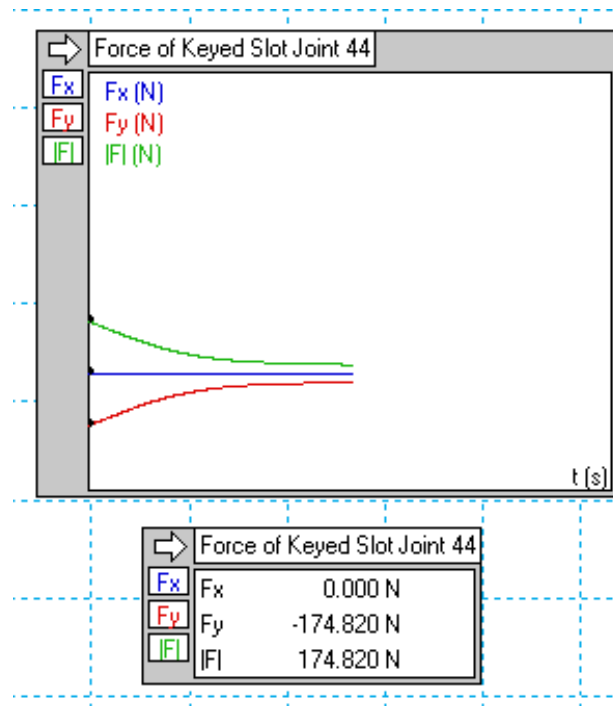 Force of Keyed Slot Joint 44
Fx Fx (N)
Fy Fy (N)
|F| |F| (N)
t (s)
Force of Keyed Slot Joint 44
Fx Fx 0.000 N
Fy Fy -174.820 N
|F| |F| 174.820 N